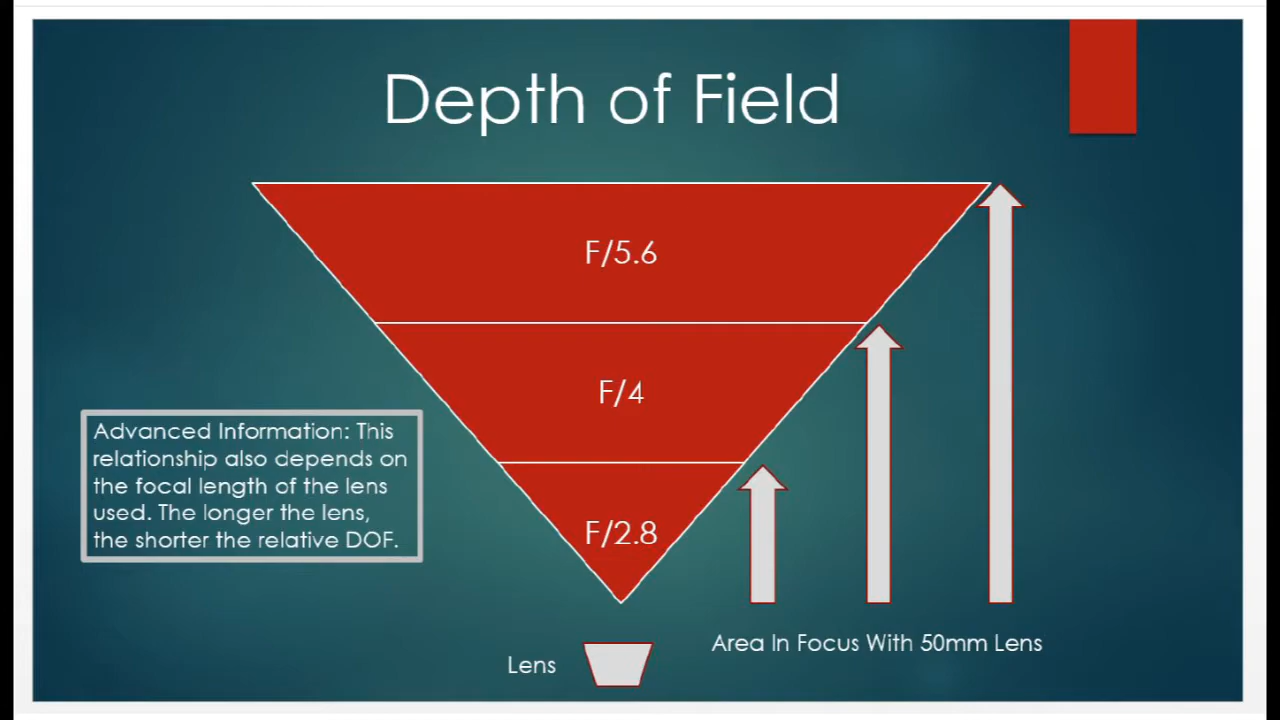 Depth of Field
F/5.6
F/4
F/2.8
Advanced Information: This
relationship also depends on
the focal length of the lens
used. The longer the lens,
the shorter the relative DOF.
Area In Focus With 50mm Lens
Lens